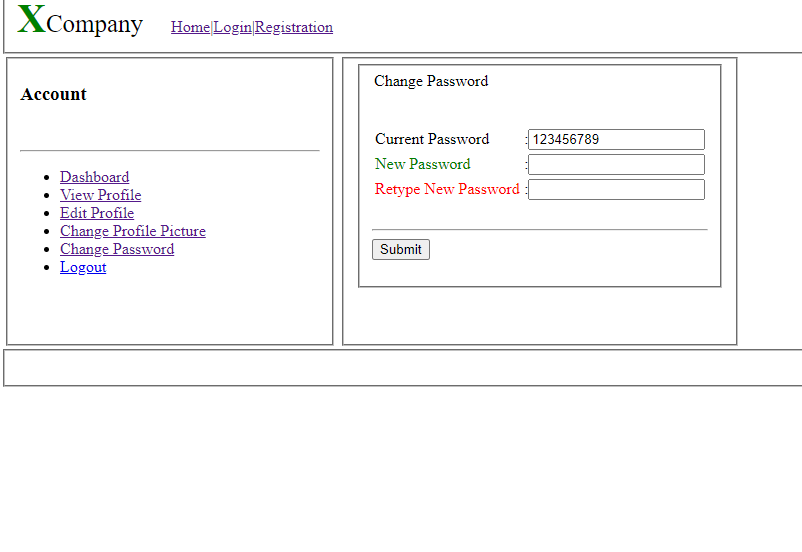 XCompany Home|Login|Registration
Account
Dashboard
View Profile
Edit Profile
Change Profile Picture
Change Password
Logout
Change Password
Current Password :123456789
New Password :
Retype New Password :
Submit